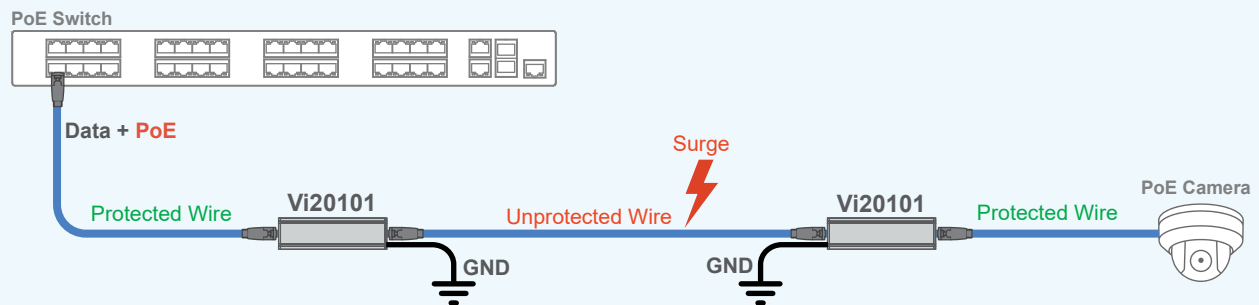 PoE Switch
Data + PoE
Surge
PoE Camera
Vi20101
Vi20101
Protected Wire
Unprotected Wire
Protected Wire
GND
GND